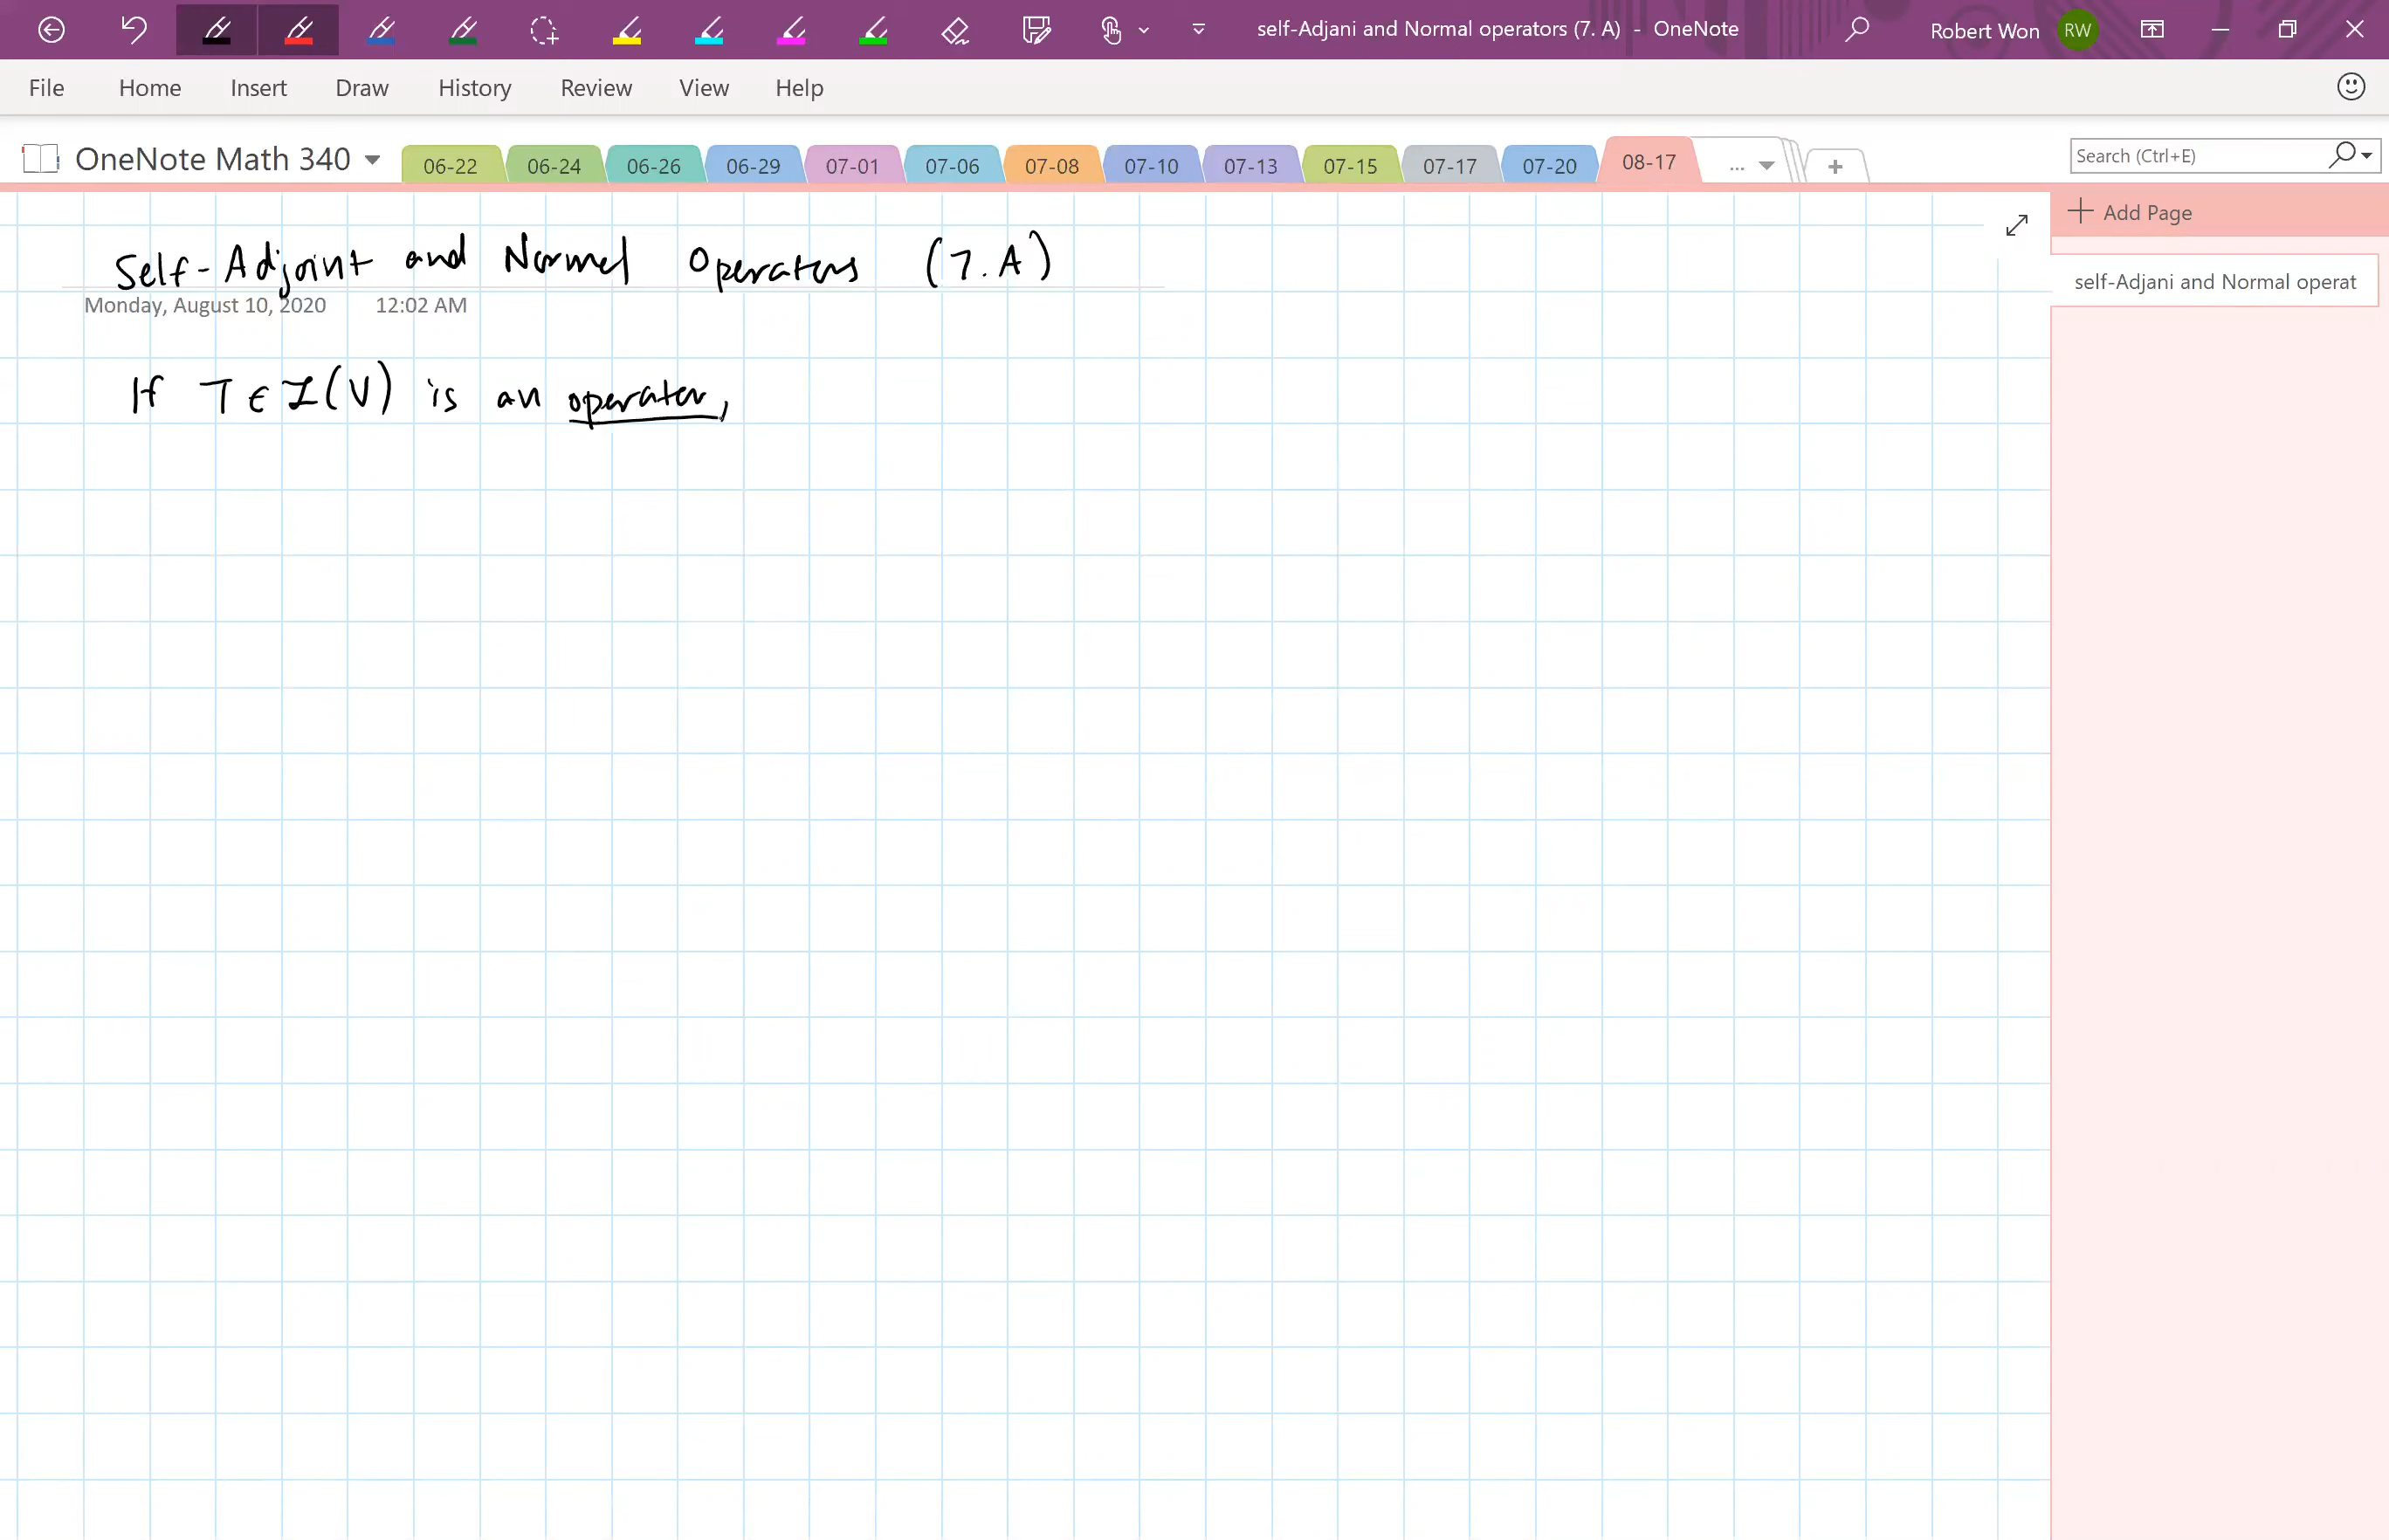 self-Adjani and Normal operators (7. A) - OneNote
Robert Won RW
File Home Insert Draw History Review View Help
OneNote Math 340
06-22 06-24 06-26 06-29 07-01 07-06 07-08 07-10 07-13 07-15 07-17 07-20 08-17 ... +
Search (Ctrl+E)
Add Page
self-Adjani and Normal operat
Self-Adjoint and Normal Operators (7.A)
Monday, August 10, 2020 12:02 AM
If T ∈ ℒ(V) is an operator,